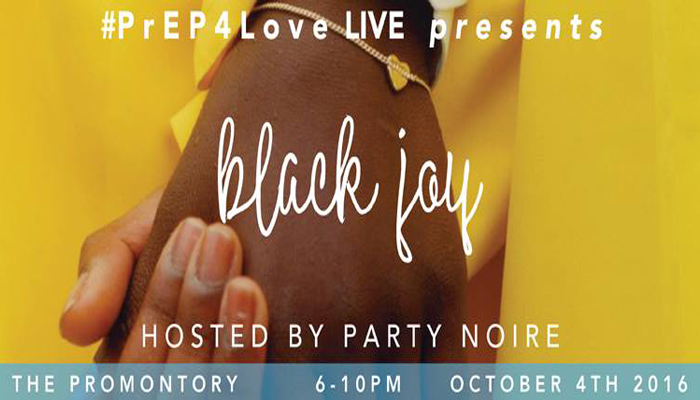 #PrEP4Love LIVE presents
black joy
HOSTED BY PARTY NOIRE
THE PROMONTORY 6-10PM OCTOBER 4TH 2016